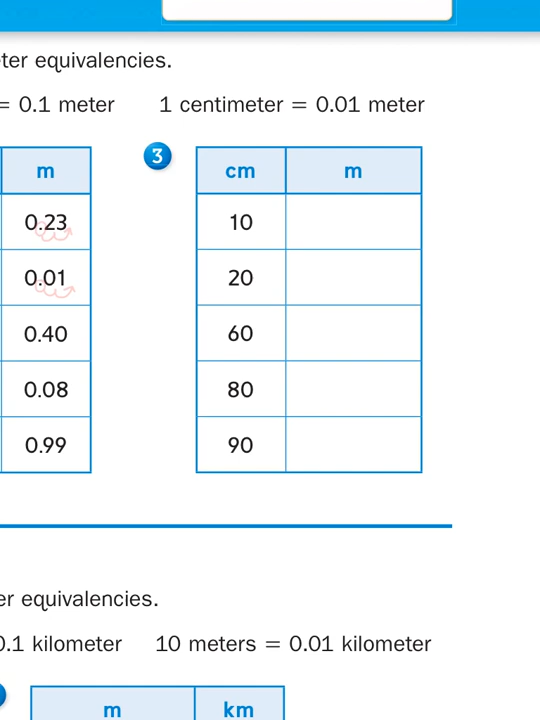 ter equivalencies.
= 0.1 meter 1 centimeter = 0.01 meter
3
m
0.23
0.01
0.40
0.08
0.99
cm m
10
20
60
80
90
er equivalencies.
0.1 kilometer 10 meters = 0.01 kilometer
m km